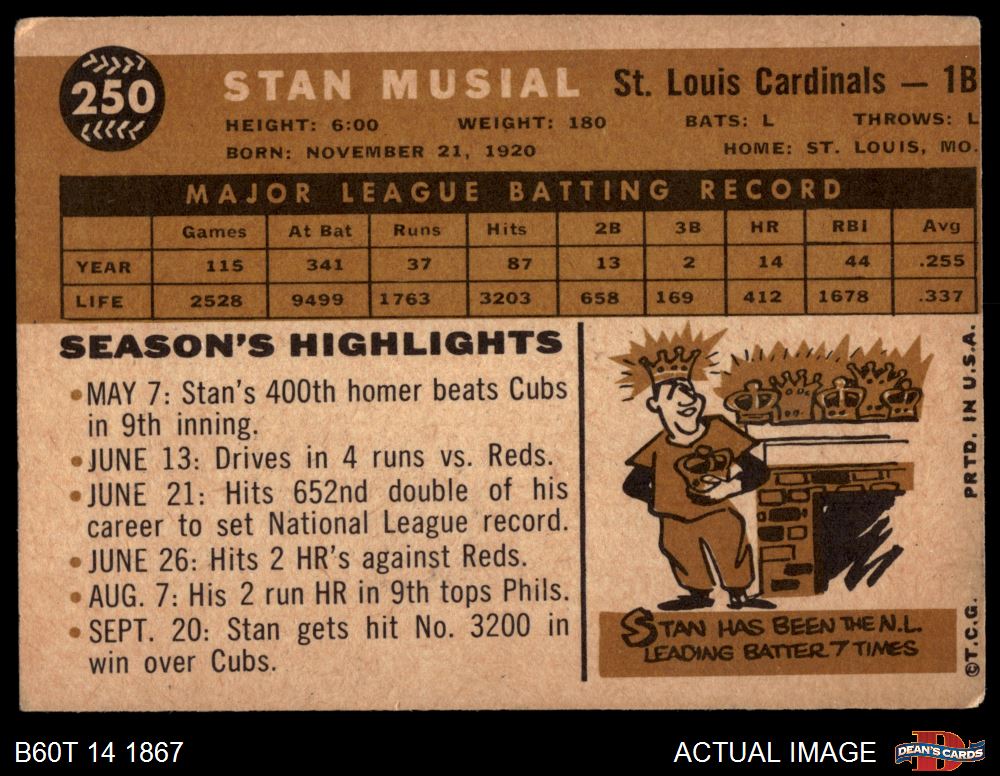 250
STAN MUSIAL St. Louis Cardinals — 1B
HEIGHT: 6:00 WEIGHT: 180 BATS: L THROWS: L
BORN: NOVEMBER 21, 1920 HOME: ST. LOUIS, MO.
MAJOR LEAGUE BATTING RECORD
Games At Bat Runs Hits 2B 3B HR RBI Avg
YEAR 115 341 37 87 13 2 14 44 .255
LIFE 2528 9499 1763 3203 658 169 412 1678 .337
SEASON'S HIGHLIGHTS
•MAY 7: Stan's 400th homer beats Cubs
in 9th inning.
•JUNE 13: Drives in 4 runs vs. Reds.
•JUNE 21: Hits 652nd double of his
career to set National League record.
•JUNE 26: Hits 2 HR's against Reds.
•AUG. 7: His 2 run HR in 9th tops Phils.
•SEPT. 20: Stan gets hit No. 3200 in
win over Cubs.
STAN HAS BEEN THE N.L.
LEADING BATTER 7 TIMES
©T.C.G. PRTD. IN U.S.A.
B60T 14 1867 ACTUAL IMAGE
DEAN'S CARDS